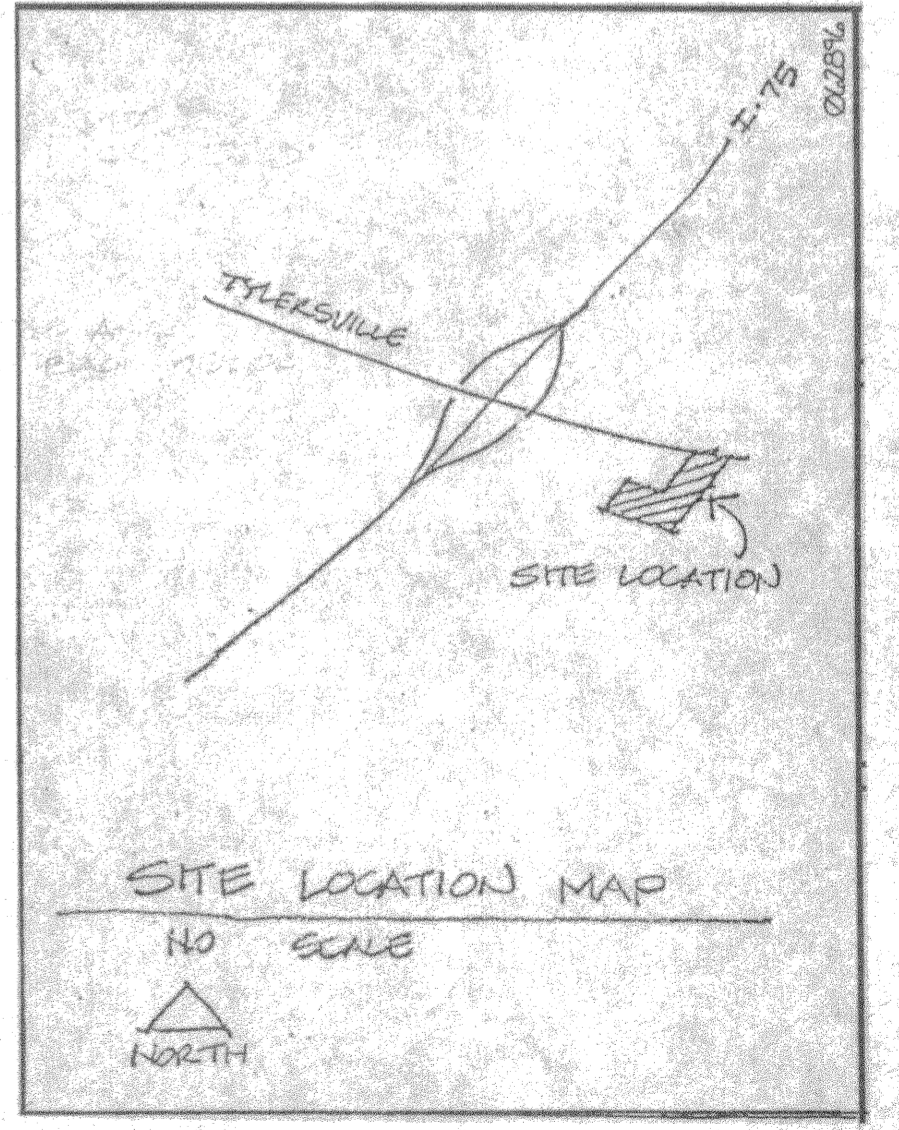 062896
I-75
TYLERSVILLE
SITE LOCATION
SITE LOCATION MAP
NO SCALE
NORTH